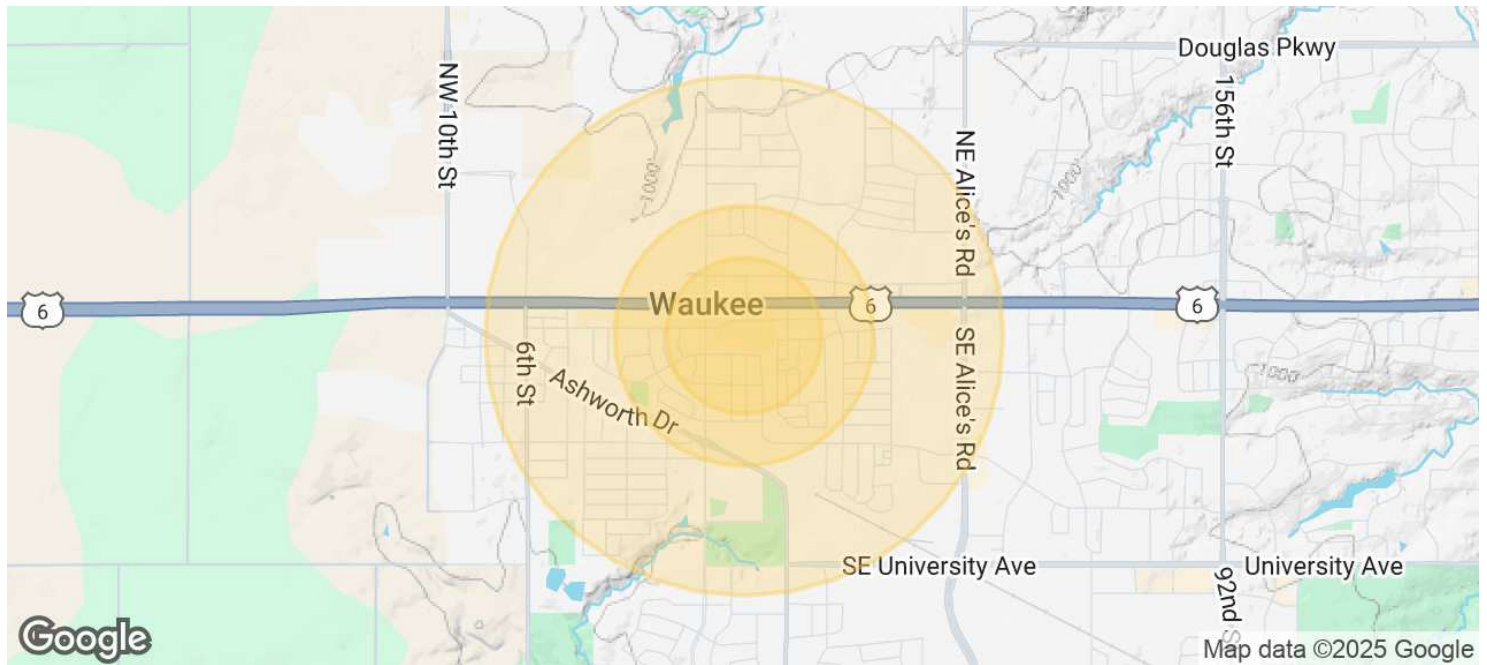 Douglas Pkwy
NW 10th St
156th St
1000'
NE Alice's Rd
1000'
6
Waukee
6
6
6th St
Ashworth Dr
SE Alice's Rd
1000
SE University Ave
University Ave
92nd S
Google
Map data ©2025 Google